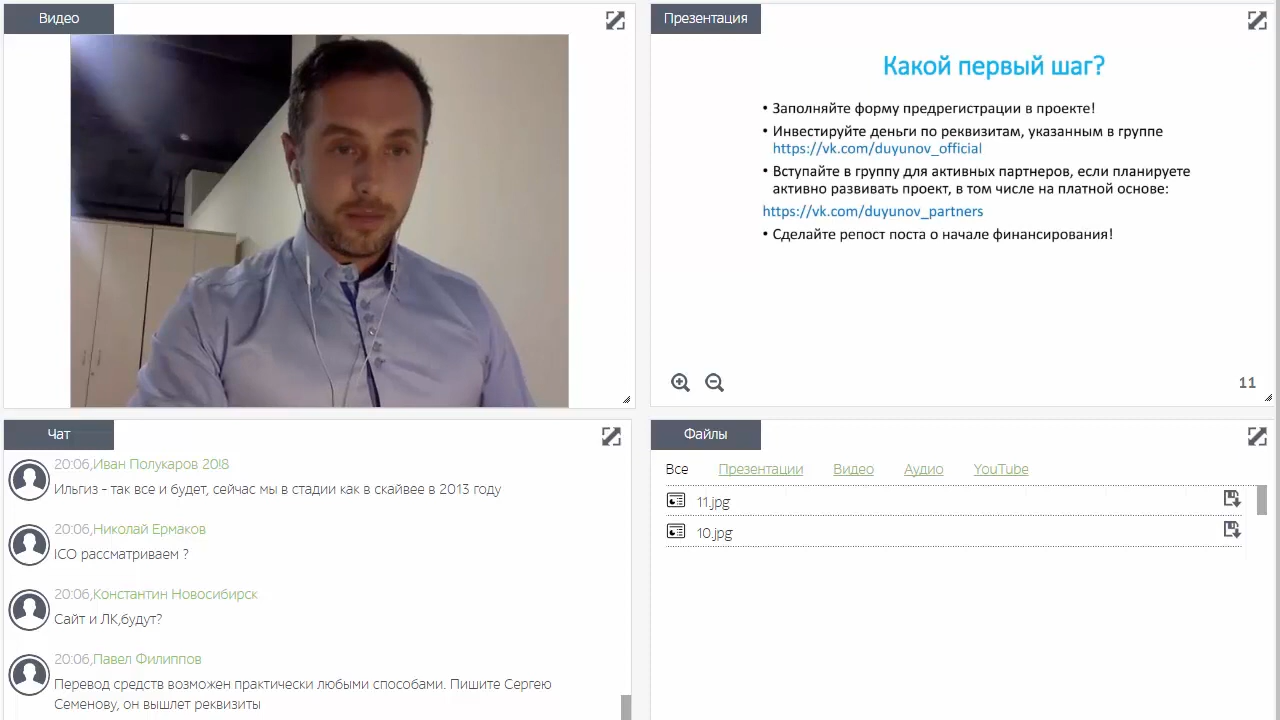 Видео
Презентация
Какой первый шаг?
• Заполняйте форму предрегистрации в проекте!
• Инвестируйте деньги по реквизитам, указанным в группе
https://vk.com/duyunov_official
• Вступайте в группу для активных партнеров, если планируете
активно развивать проект, в том числе на платной основе:
https://vk.com/duyunov_partners
• Сделайте репост поста о начале финансирования!
11
Чат
20:06,Иван Полукаров 20!8
Ильгиз - так все и будет, сейчас мы в стадии как в скайвее в 2013 году
20:06,Николай Ермаков
ICO рассматриваем ?
20:06,Константин Новосибирск
Сайт и ЛК,будут?
20:06,Павел Филиппов
Перевод средств возможен практически любыми способами. Пишите Сергею
Семенову, он вышлет реквизиты
Файлы
Все Презентации Видео Аудио YouTube
11.jpg
10.jpg